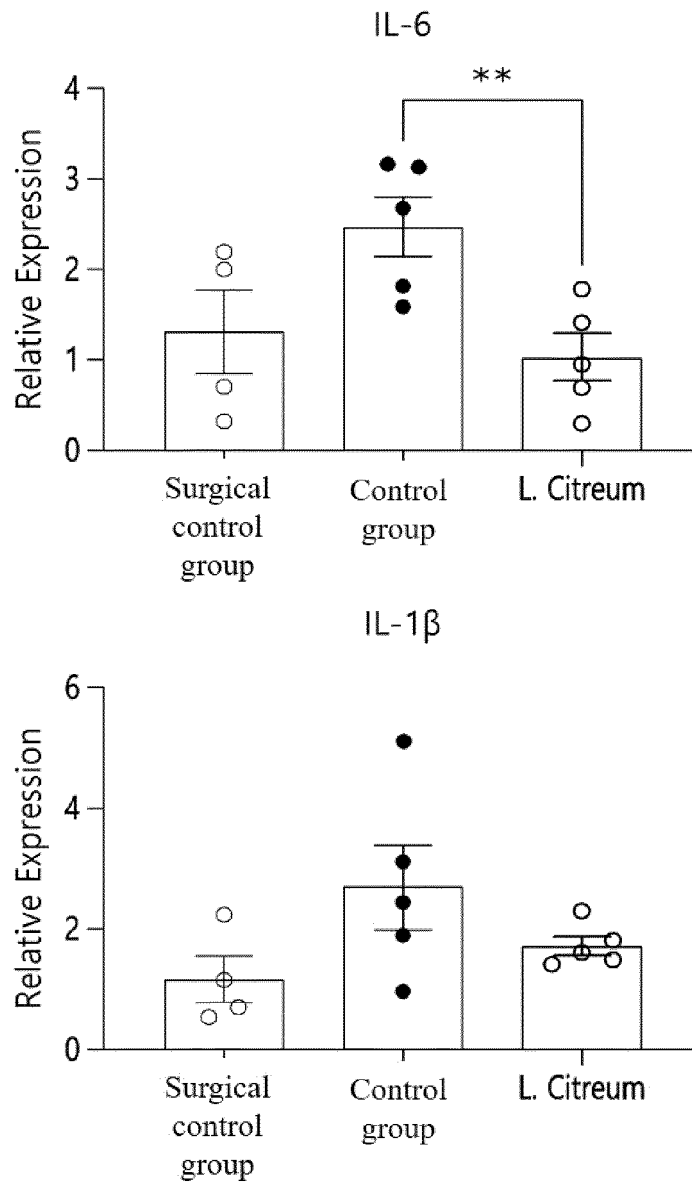 IL-6
**
Relative Expression
4
3
2
1
0
Surgical
control
group
Control
group
L. Citreum
IL-1β
Relative Expression
6
4
2
0
Surgical
control
group
Control
group
L. Citreum